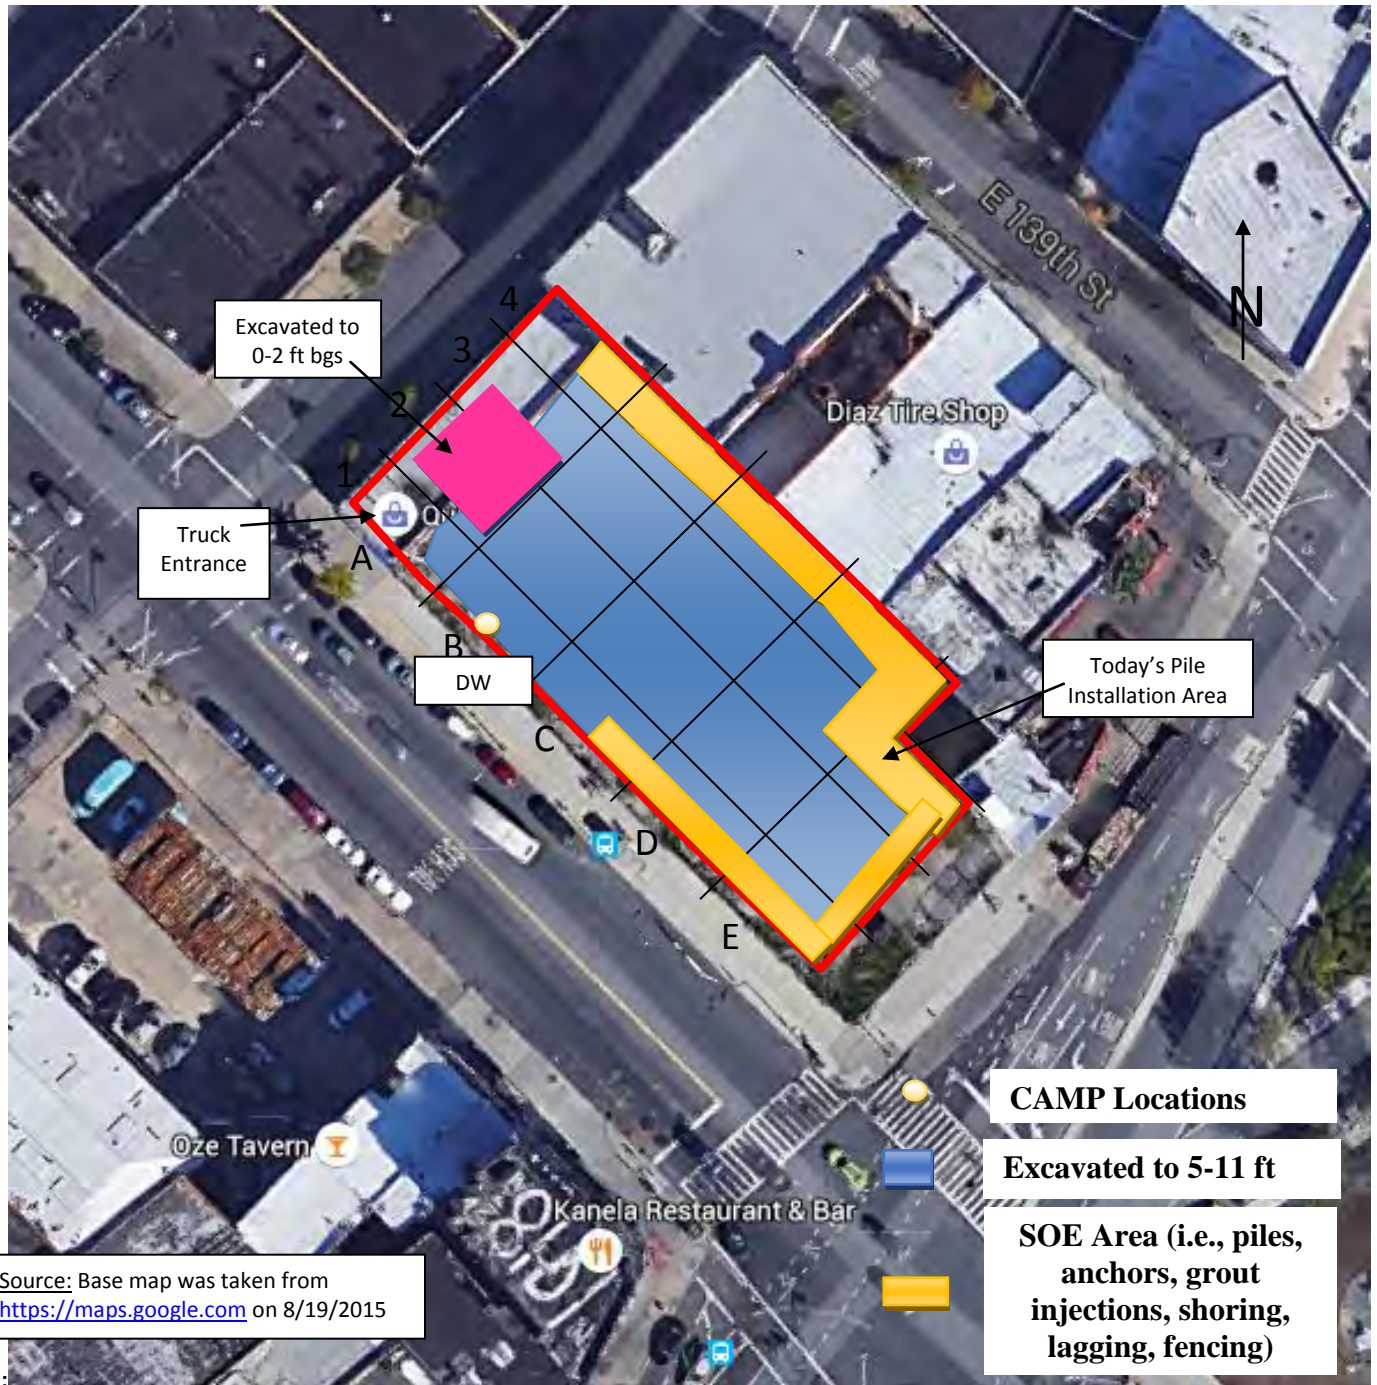 E 139th St
N
4
Excavated to
0-2 ft bgs
3
2
Diaz Tire Shop
1
Truck
Entrance
A
B
DW
Today's Pile
Installation Area
C
D
E
CAMP Locations
Oze Tavern
Excavated to 5-11 ft
Kanela Restaurant & Bar
SOE Area (i.e., piles,
anchors, grout
injections, shoring,
lagging, fencing)
Source: Base map was taken from
https://maps.google.com on 8/19/2015